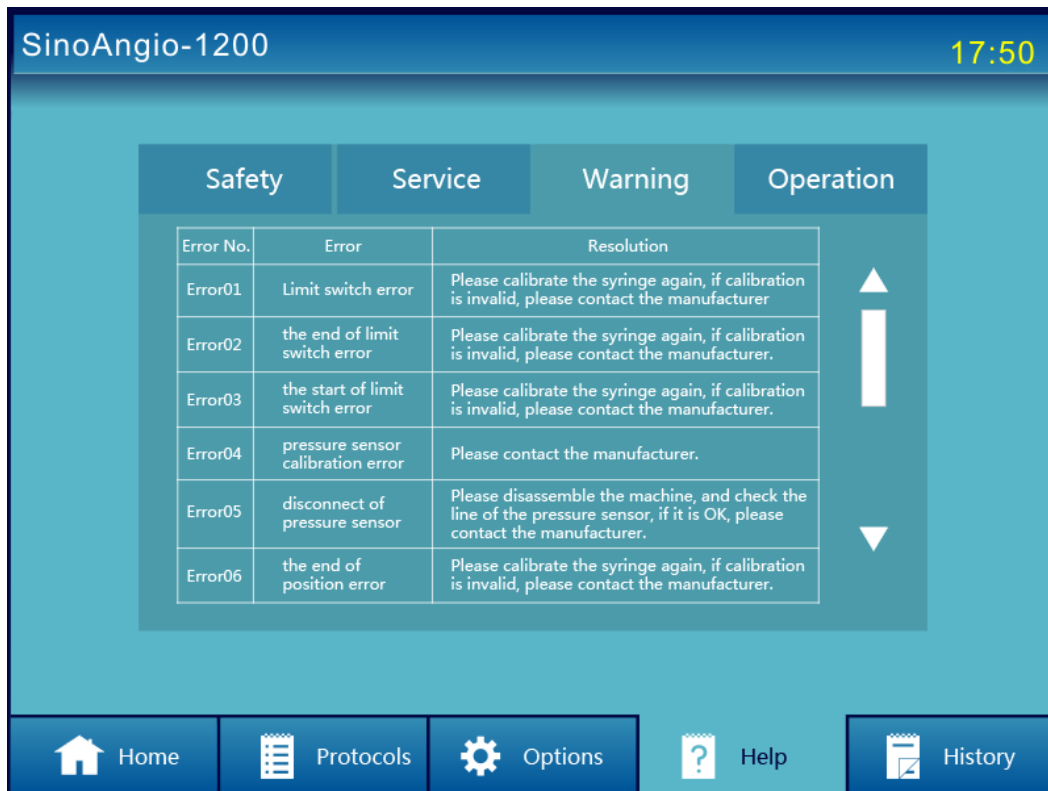 SinoAngio-1200
17:50
Safety
Service
Warning
Operation
Error No.
Error
Resolution
Error01
Limit switch error
Please calibrate the syringe again, if calibration
is invalid, please contact the manufacturer
Error02
the end of limit
switch error
Please calibrate the syringe again, if calibration
is invalid, please contact the manufacturer.
Error03
the start of limit
switch error
Please calibrate the syringe again, if calibration
is invalid, please contact the manufacturer.
Error04
pressure sensor
calibration error
Please contact the manufacturer.
Error05
disconnect of
pressure sensor
Please disassemble the machine, and check the
line of the pressure sensor, if it is OK, please
contact the manufacturer.
Error06
the end of
position error
Please calibrate the syringe again, if calibration
is invalid, please contact the manufacturer.
Home
Protocols
Options
?
Help
History